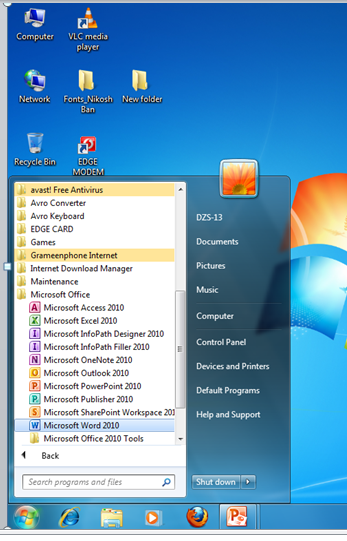 Computer
VLC media
player
Network
Fonts_Nikosh
Ban
New folder
Recycle Bin
EDGE
MODEM
avast! Free Antivirus
Avro Converter
Avro Keyboard
EDGE CARD
Games
Grameenphone Internet
Internet Download Manager
Maintenance
Microsoft Office
Microsoft Access 2010
Microsoft Excel 2010
Microsoft InfoPath Designer 2010
Microsoft InfoPath Filler 2010
Microsoft OneNote 2010
Microsoft Outlook 2010
Microsoft PowerPoint 2010
Microsoft Publisher 2010
Microsoft SharePoint Workspace 201
Microsoft Word 2010
Microsoft Office 2010 Tools
Back
Search programs and files
DZS-13
Documents
Pictures
Music
Computer
Control Panel
Devices and Printers
Default Programs
Help and Support
Shut down